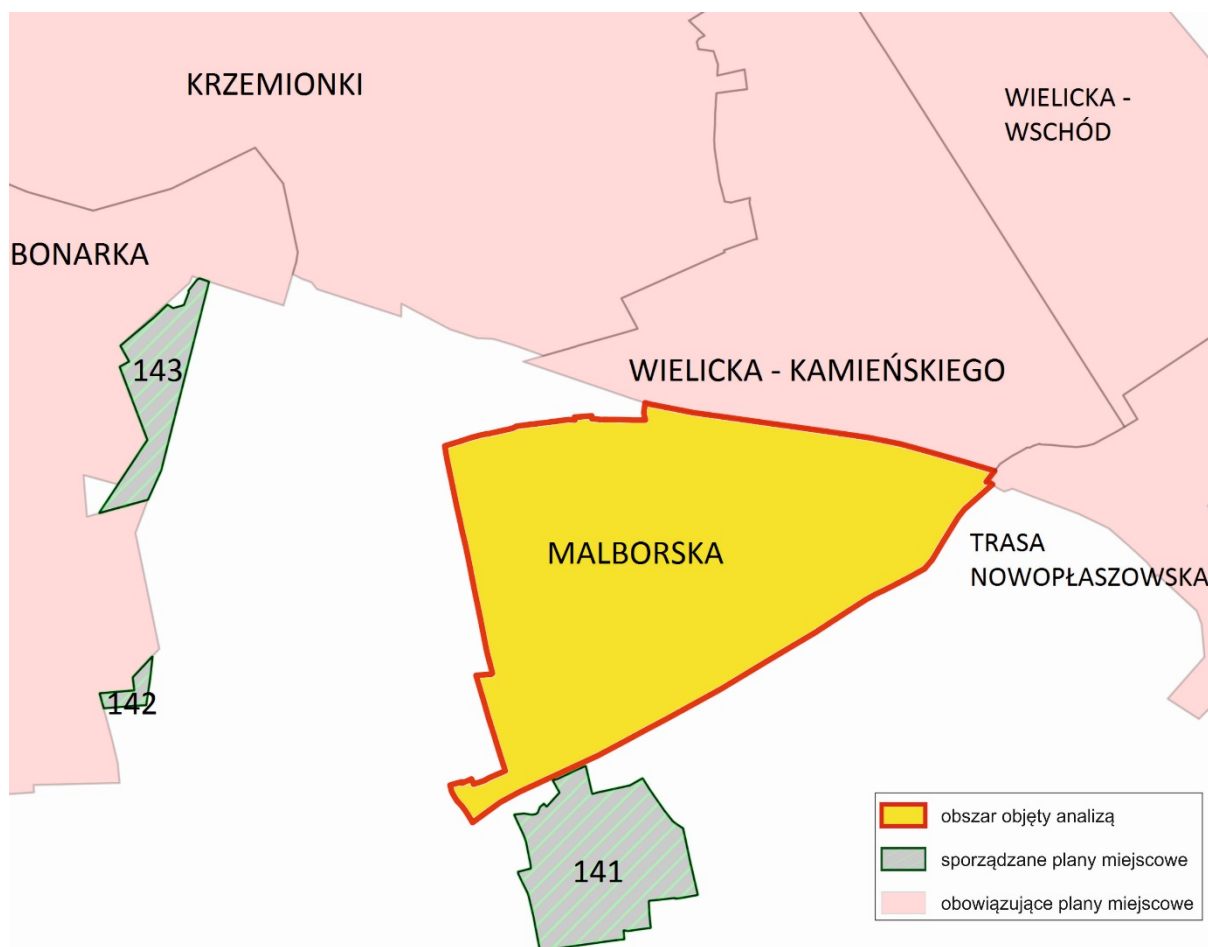 KRZEMIONKI
WIELICKA -
WSCHÓD
BONARKA
143
WIELICKA - KAMIEŃSKIEGO
MALBORSKA
TRASA
NOWOPŁASZOWSKA
142
141
obszar objęty analizą
sporządzane plany miejscowe
obowiązujące plany miejscowe